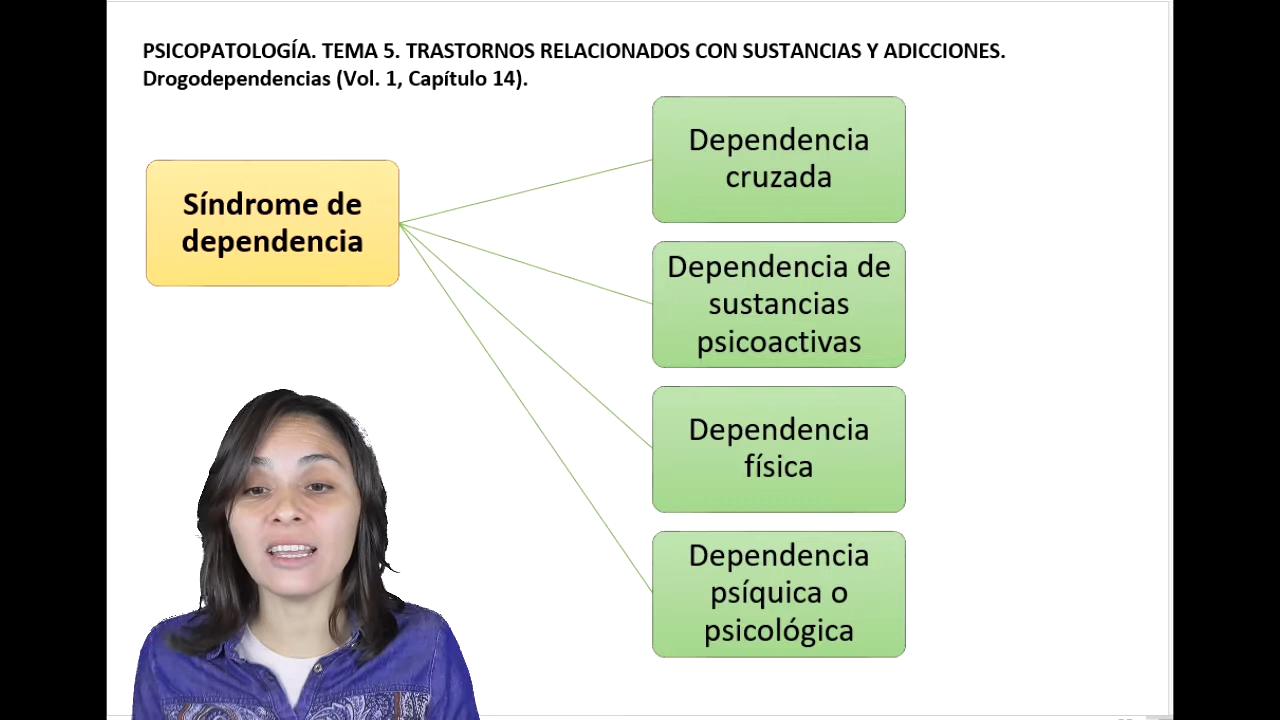 PSICOPATOLOGÍA. TEMA 5. TRASTORNOS RELACIONADOS CON SUSTANCIAS Y ADICCIONES.
Drogodependencias (Vol. 1, Capítulo 14).
Síndrome de
dependencia
Dependencia
cruzada
Dependencia de
sustancias
psicoactivas
Dependencia
física
Dependencia
psíquica o
psicológica